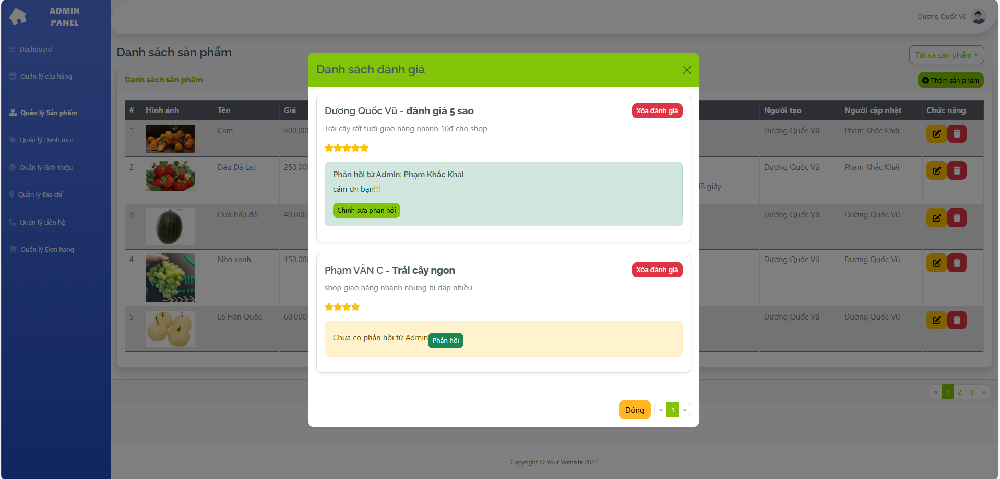 ADMIN
PANEL
Dashboard
Quản lý cửa hàng
Quản lý Sản phẩm
Quản lý Danh mục
Quản lý Giới thiệu
Quản lý Địa chỉ
Quản lý Liên hệ
Quản lý Đơn hàng
Dương Quốc Vũ
Danh sách sản phẩm
Tất cả sản phẩm
Danh sách sản phẩm
Thêm sản phẩm
# Hình ảnh Tên Giá Người tạo Người cập nhật Chức năng
1 Cam 300,000 Dương Quốc Vũ Phạm Khắc Khải
2 Dâu Đà Lạt 250,000 Dương Quốc Vũ Phạm Khắc Khải
43 giây
3 Dưa hấu đỏ 40,000 Dương Quốc Vũ Dương Quốc Vũ
4 Nho xanh 150,000 Dương Quốc Vũ Dương Quốc Vũ
5 Lê Hàn Quốc 60,000 Dương Quốc Vũ Dương Quốc Vũ
« 1 2 3 »
Danh sách đánh giá
Dương Quốc Vũ - đánh giá 5 sao
Xóa đánh giá
Trái cây rất tươi giao hàng nhanh 10đ cho shop
Phản hồi từ Admin: Phạm Khắc Khải
cám ơn bạn!!!
Chỉnh sửa phản hồi
Phạm VĂN C - Trái cây ngon
Xóa đánh giá
shop giao hàng nhanh nhưng bị dập nhiều
Chưa có phản hồi từ Admin
Phản hồi
Đóng
« 1 »
Copyright © Your Website 2021